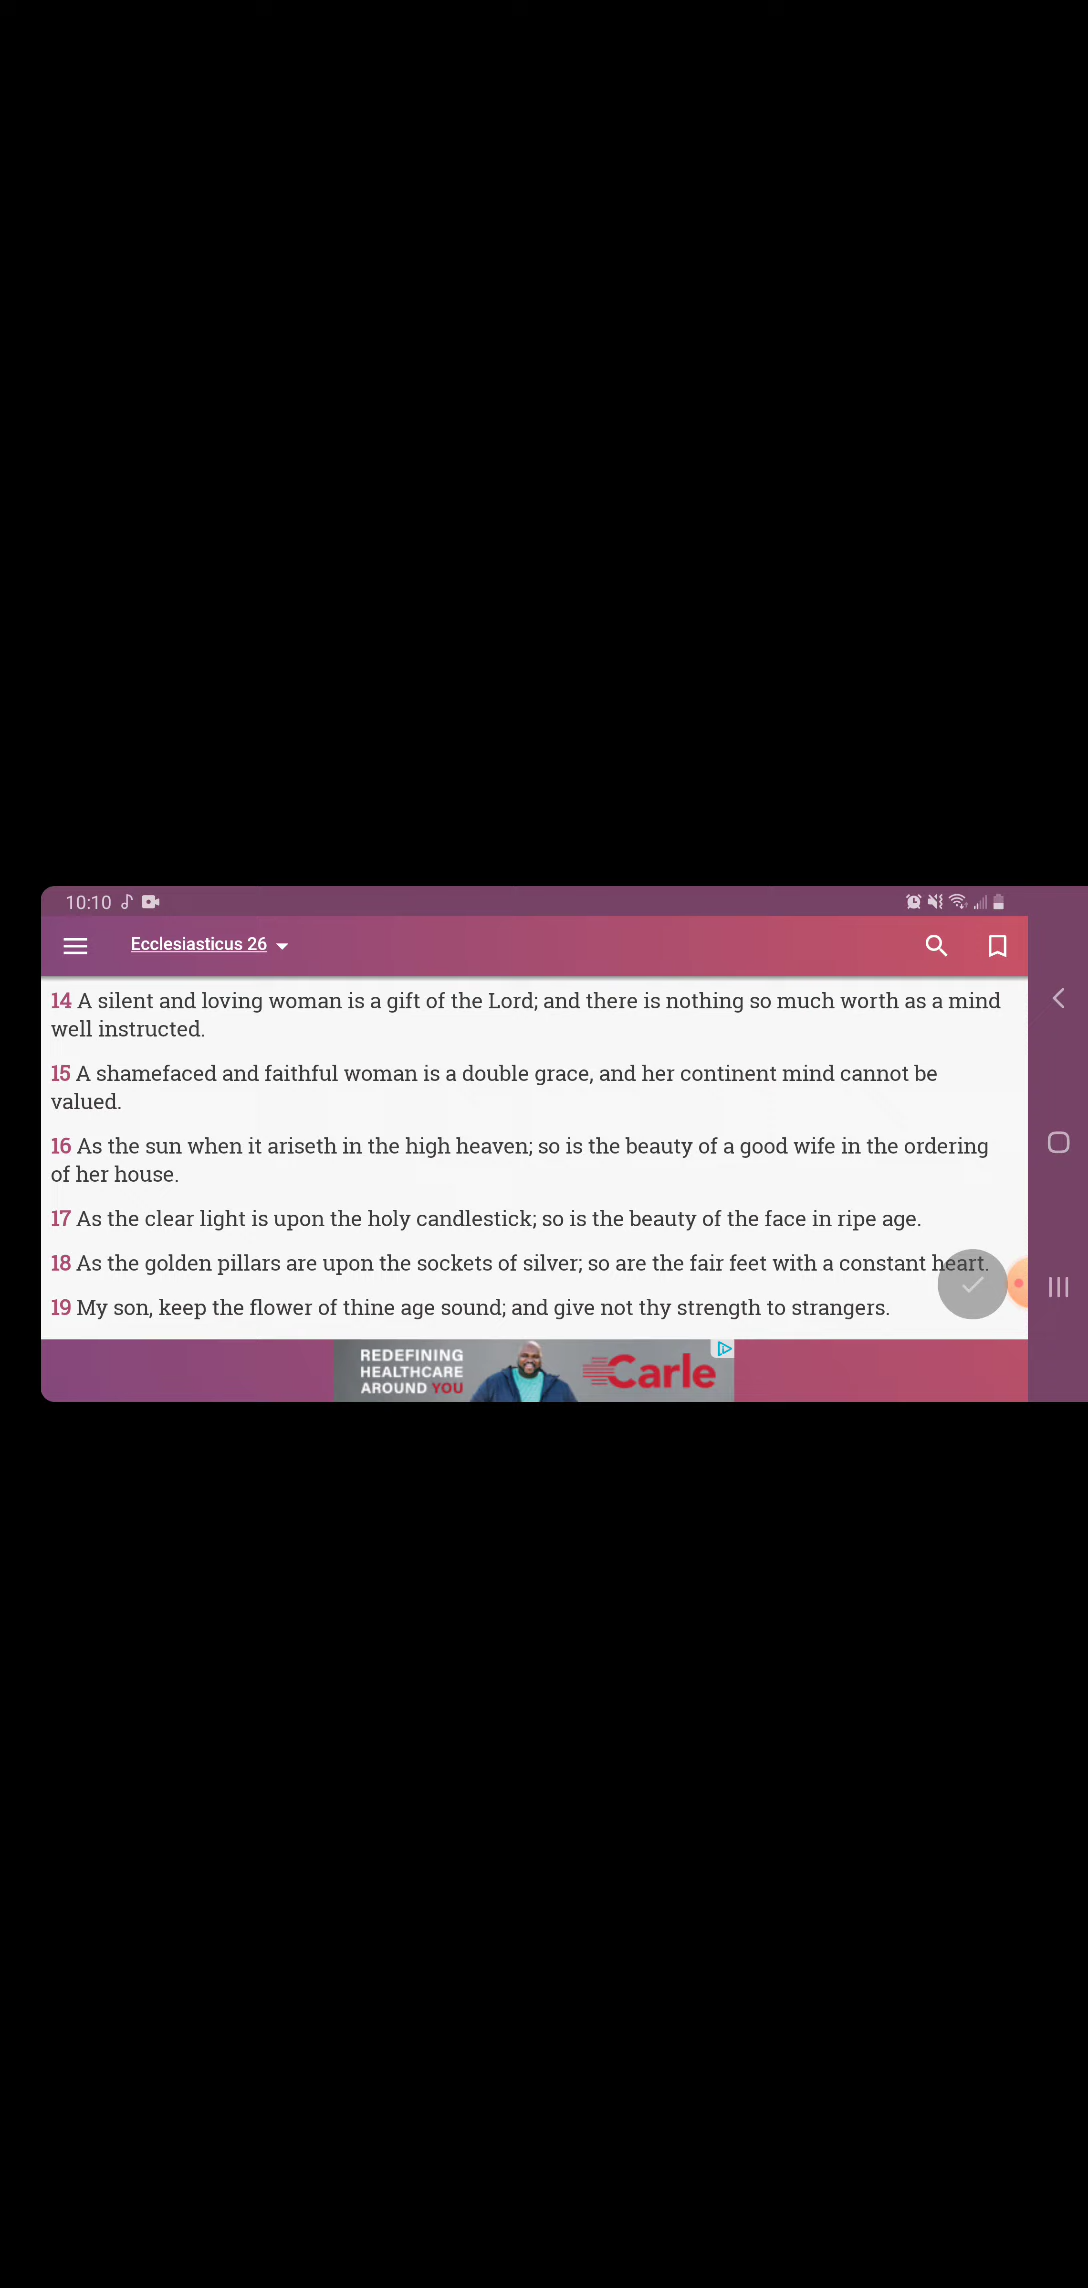 10:10
Ecclesiasticus 26
14 A silent and loving woman is a gift of the Lord; and there is nothing so much worth as a mind
well instructed.
15 A shamefaced and faithful woman is a double grace, and her continent mind cannot be
valued.
16 As the sun when it ariseth in the high heaven; so is the beauty of a good wife in the ordering
of her house.
17 As the clear light is upon the holy candlestick; so is the beauty of the face in ripe age.
18 As the golden pillars are upon the sockets of silver; so are the fair feet with a constant heart.
19 My son, keep the flower of thine age sound; and give not thy strength to strangers.
REDEFINING
HEALTHCARE
AROUND YOU
Carle